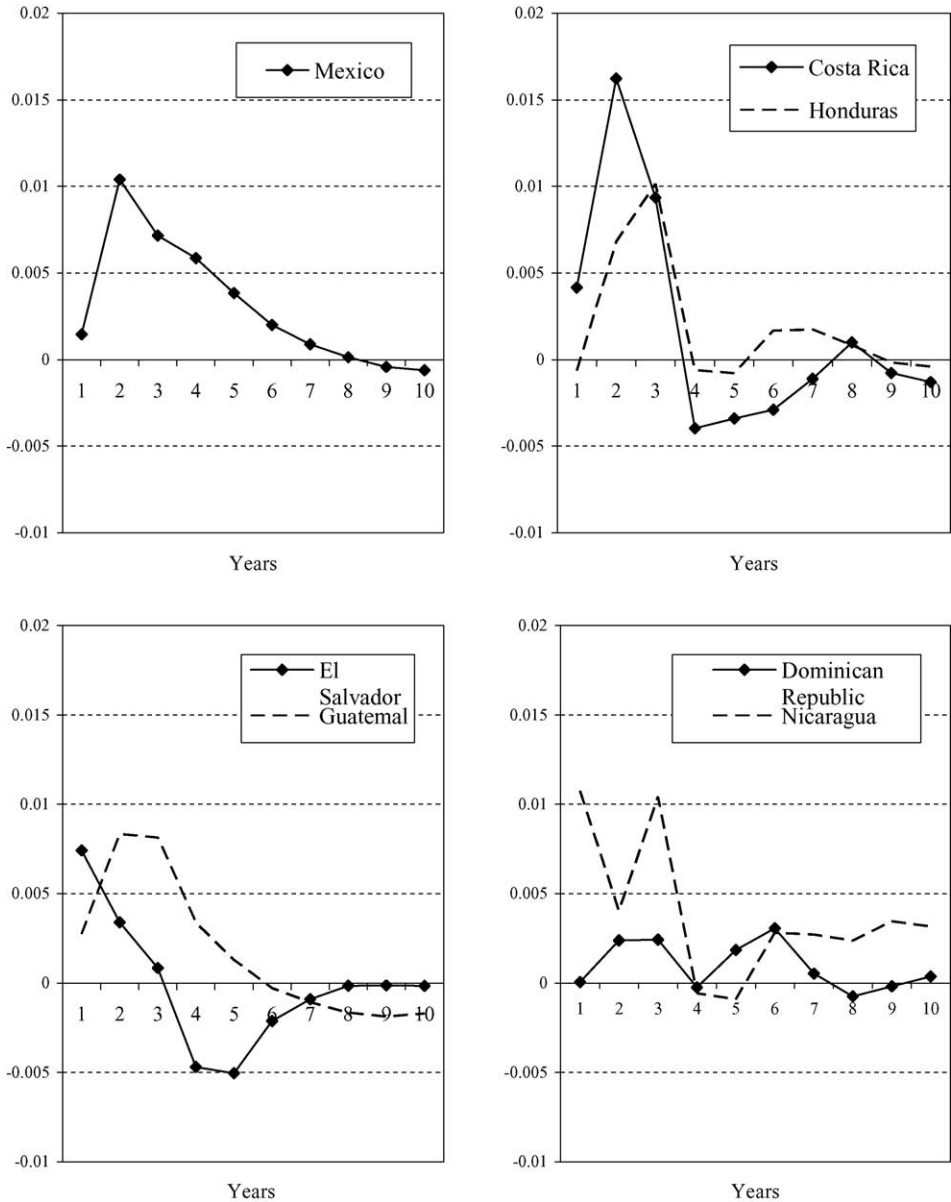 0.02
Mexico
0.015
0.01
0.005
0
1 2 3 4 5 6 7 8 9 10
-0.005
-0.01
Years
0.02
Costa Rica
Honduras
0.015
0.01
0.005
0
1 2 3 4 5 6 7 8 9 10
-0.005
-0.01
Years
0.02
El
Salvador
Guatemal
0.015
0.01
0.005
0
1 2 3 4 5 6 7 8 9 10
-0.005
-0.01
Years
0.02
Dominican
Republic
Nicaragua
0.015
0.01
0.005
0
1 2 3 4 5 6 7 8 9 10
-0.005
-0.01
Years